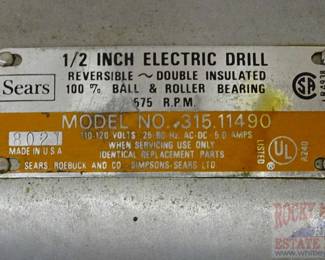 1/2 INCH ELECTRIC DRILL
Sears
REVERSIBLE ~ DOUBLE INSULATED
100 % BALL & ROLLER BEARING
575 R.P.M.
SA
MODEL NO. 315.11490
110-120 VOLTS 25-60 Hz. AC-DC 5.0 AMPS
WHEN SERVICING USE ONLY
IDENTICAL REPLACEMENT PARTS
MADE IN U.S.A.
SEARS, ROEBUCK AND CO. SIMPSONS-SEARS LTD.
LISTED
UL
A240
ROCKY
ESTATE